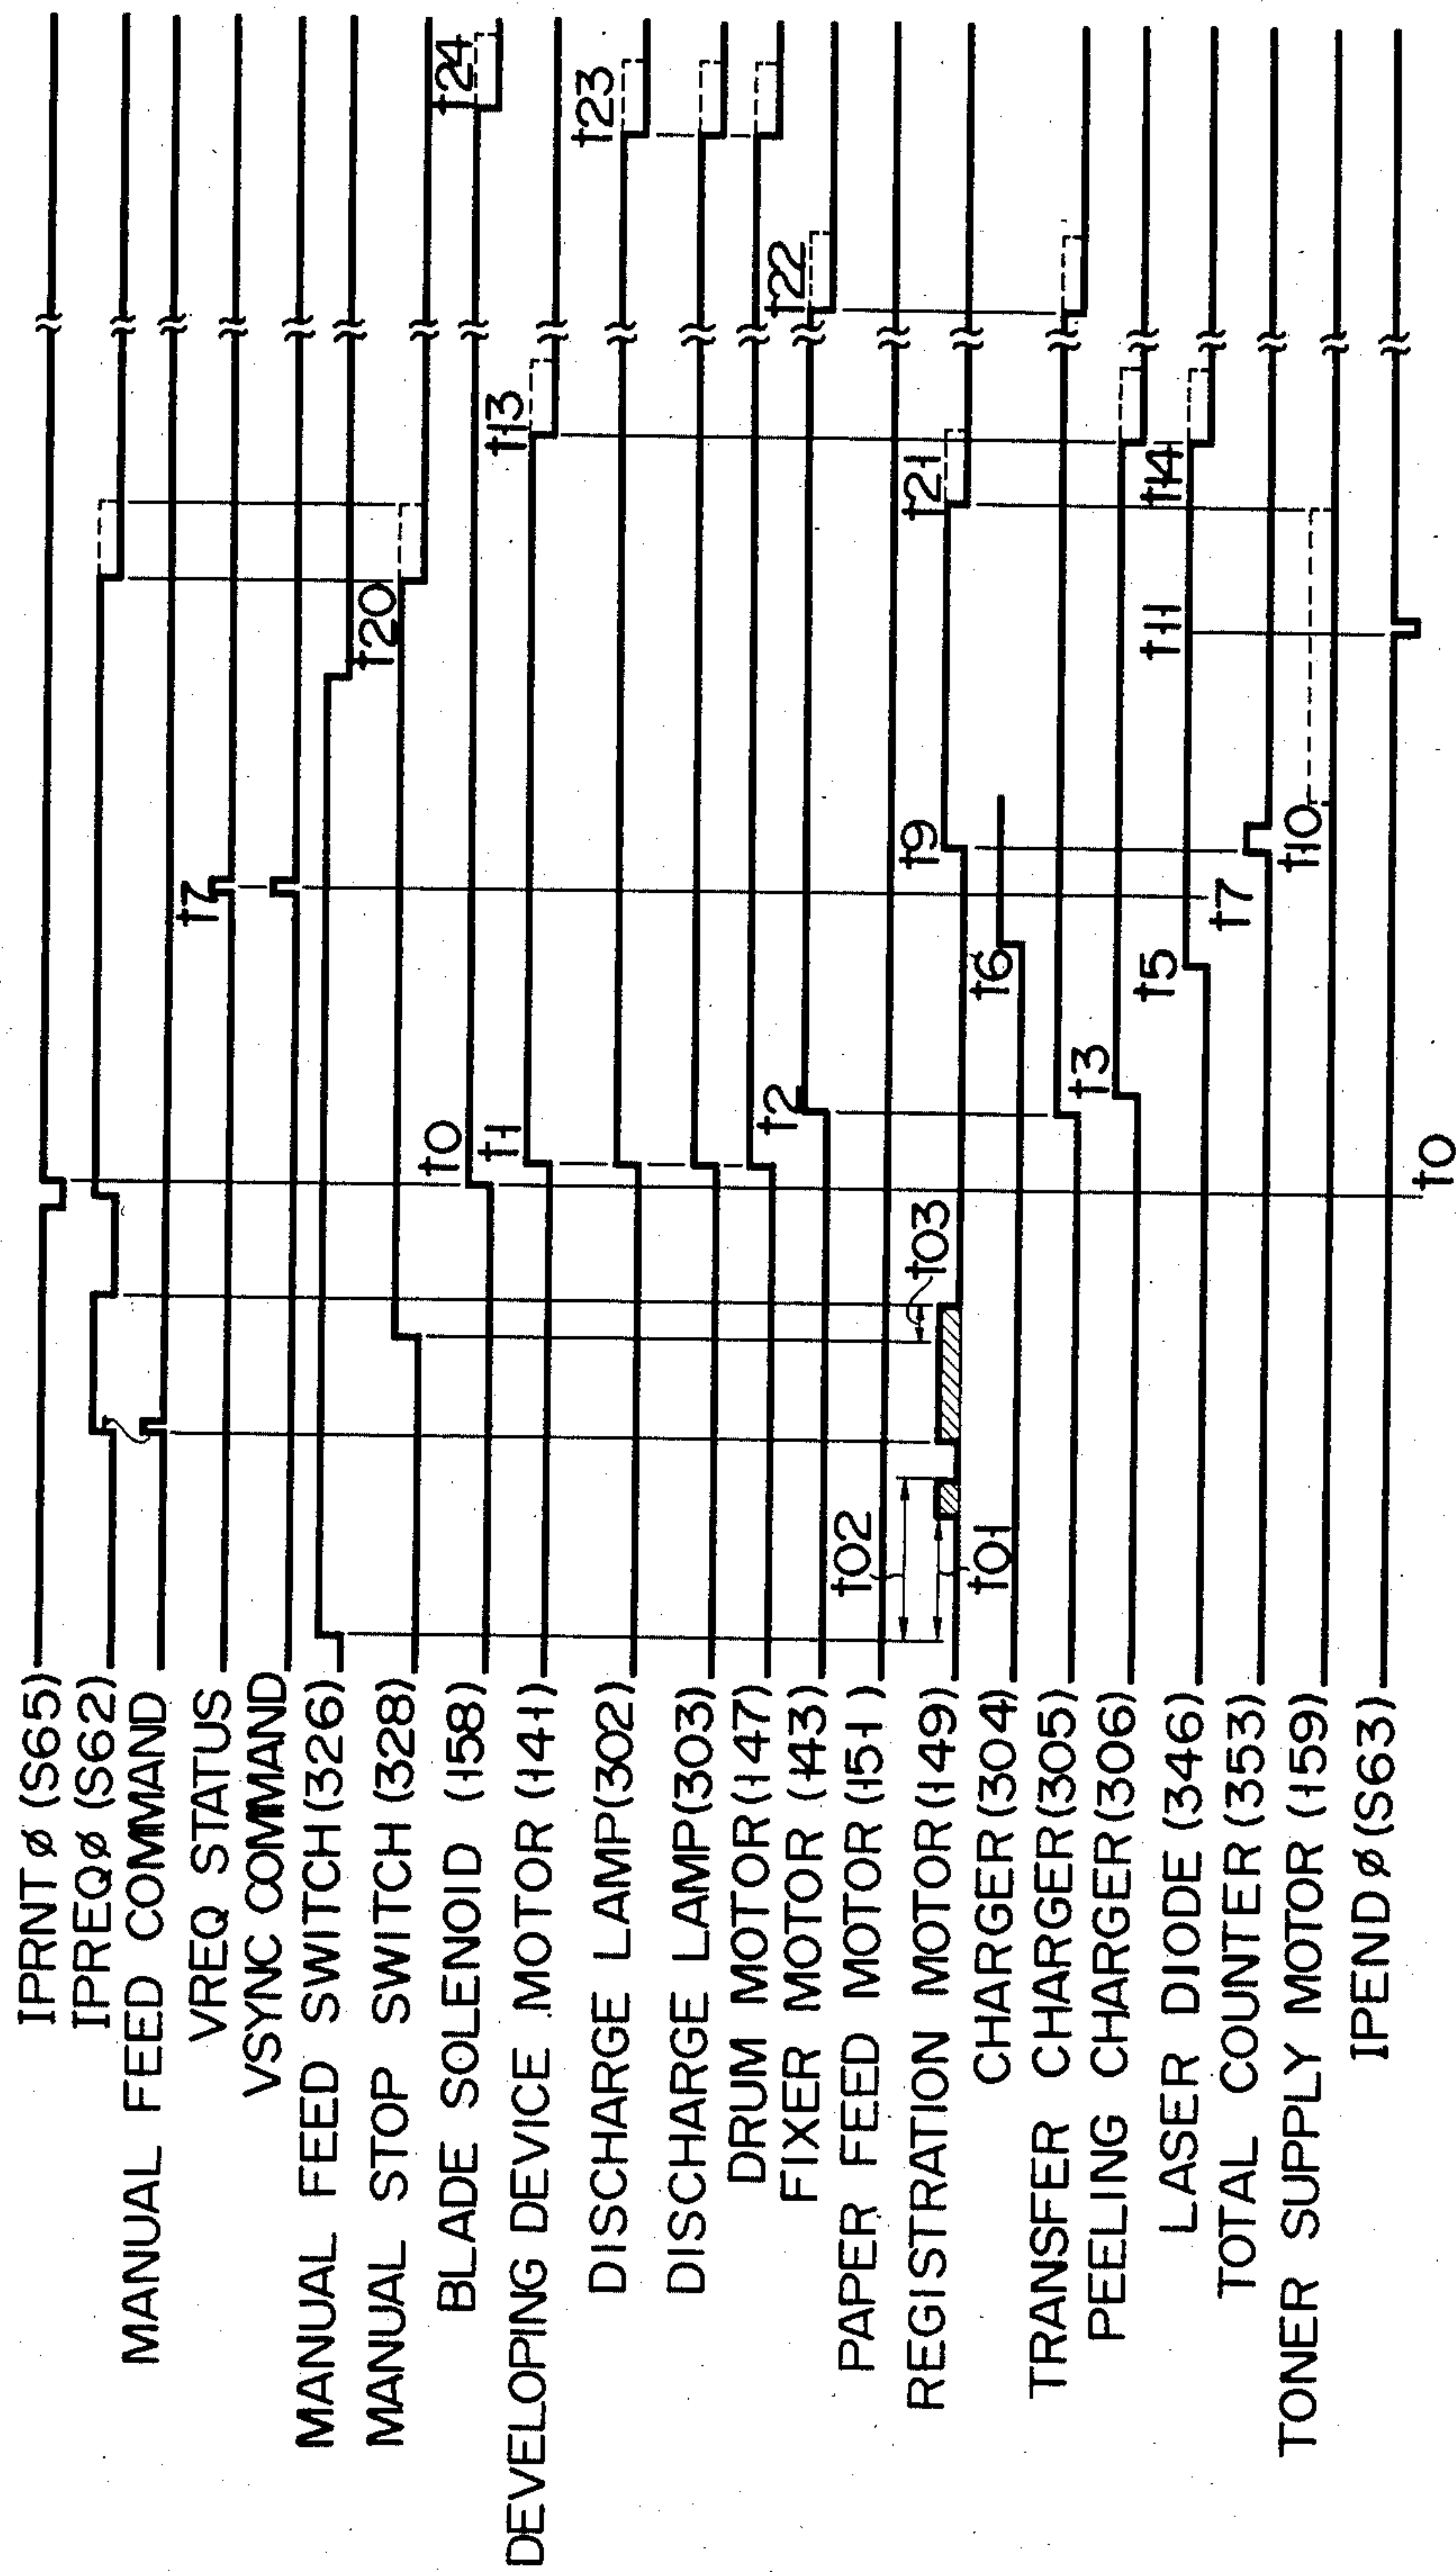 IPRNTØ (S65)
IPREQØ (S62)
MANUAL FEED COMMAND
VREQ STATUS
t7
VSYNC COMMAND
MANUAL FEED SWITCH (326)
MANUAL STOP SWITCH (328)
t20
BLADE SOLENOID (158)
t0
t24
DEVELOPING DEVICE MOTOR (141)
t1
t13
DISCHARGE LAMP (302)
t23
DISCHARGE LAMP (303)
DRUM MOTOR (147)
FIXER MOTOR (143)
t2
t22
PAPER FEED MOTOR (151)
REGISTRATION MOTOR (149)
t02
t01
t03
t9
t21
CHARGER (304)
t6
TRANSFER CHARGER (305)
PEELING CHARGER (306)
t3
LASER DIODE (346)
t5
t11
t14
TOTAL COUNTER (353)
t7
TONER SUPPLY MOTOR (159)
t10
IPENDØ (S63)
t0